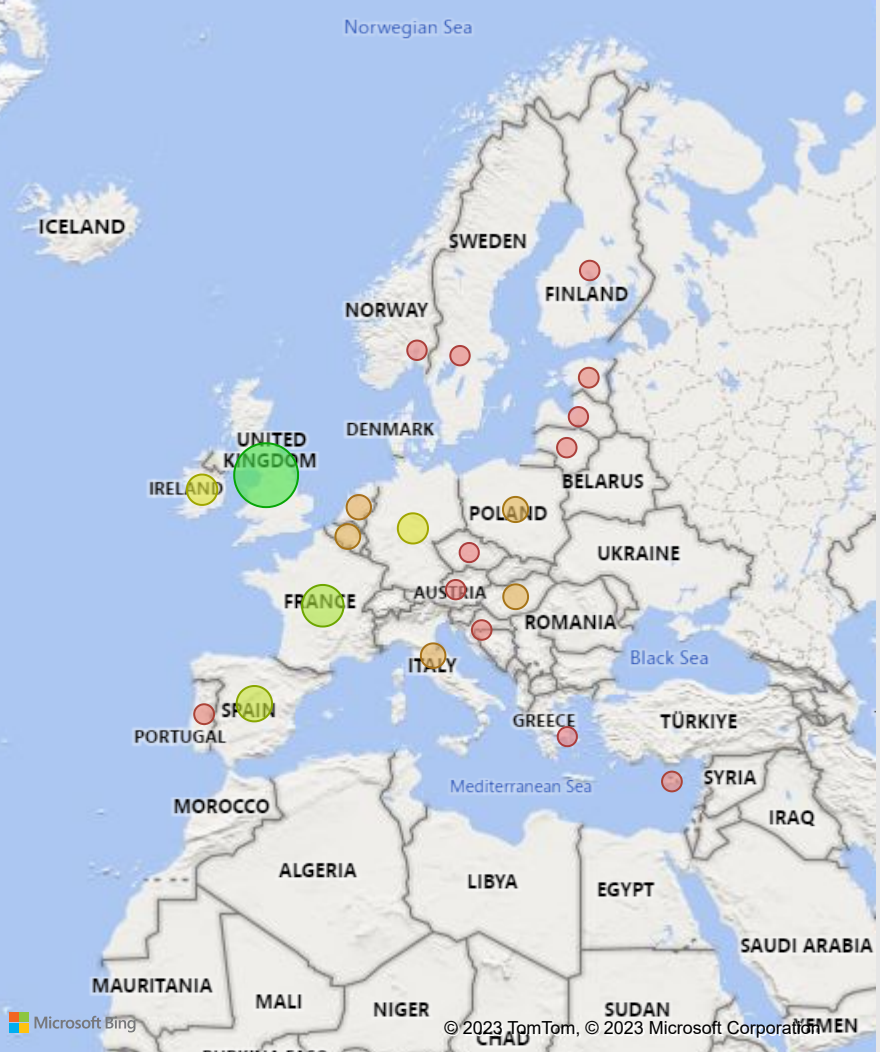 Norwegian Sea
ICELAND
SWEDEN
FINLAND
NORWAY
DENMARK
UNITED
KINGDOM
IRELAND
BELARUS
POLAND
UKRAINE
AUSTRIA
FRANCE
ROMANIA
Black Sea
ITALY
SPAIN
GREECE
TÜRKIYE
PORTUGAL
Mediterranean Sea
SYRIA
MOROCCO
IRAQ
ALGERIA
LIBYA
EGYPT
SAUDI ARABIA
MAURITANIA
MALI
NIGER
SUDAN
Microsoft Bing
© 2023 TomTom, © 2023 Microsoft Corporation
YEMEN
CHAD
BURKINA FASO